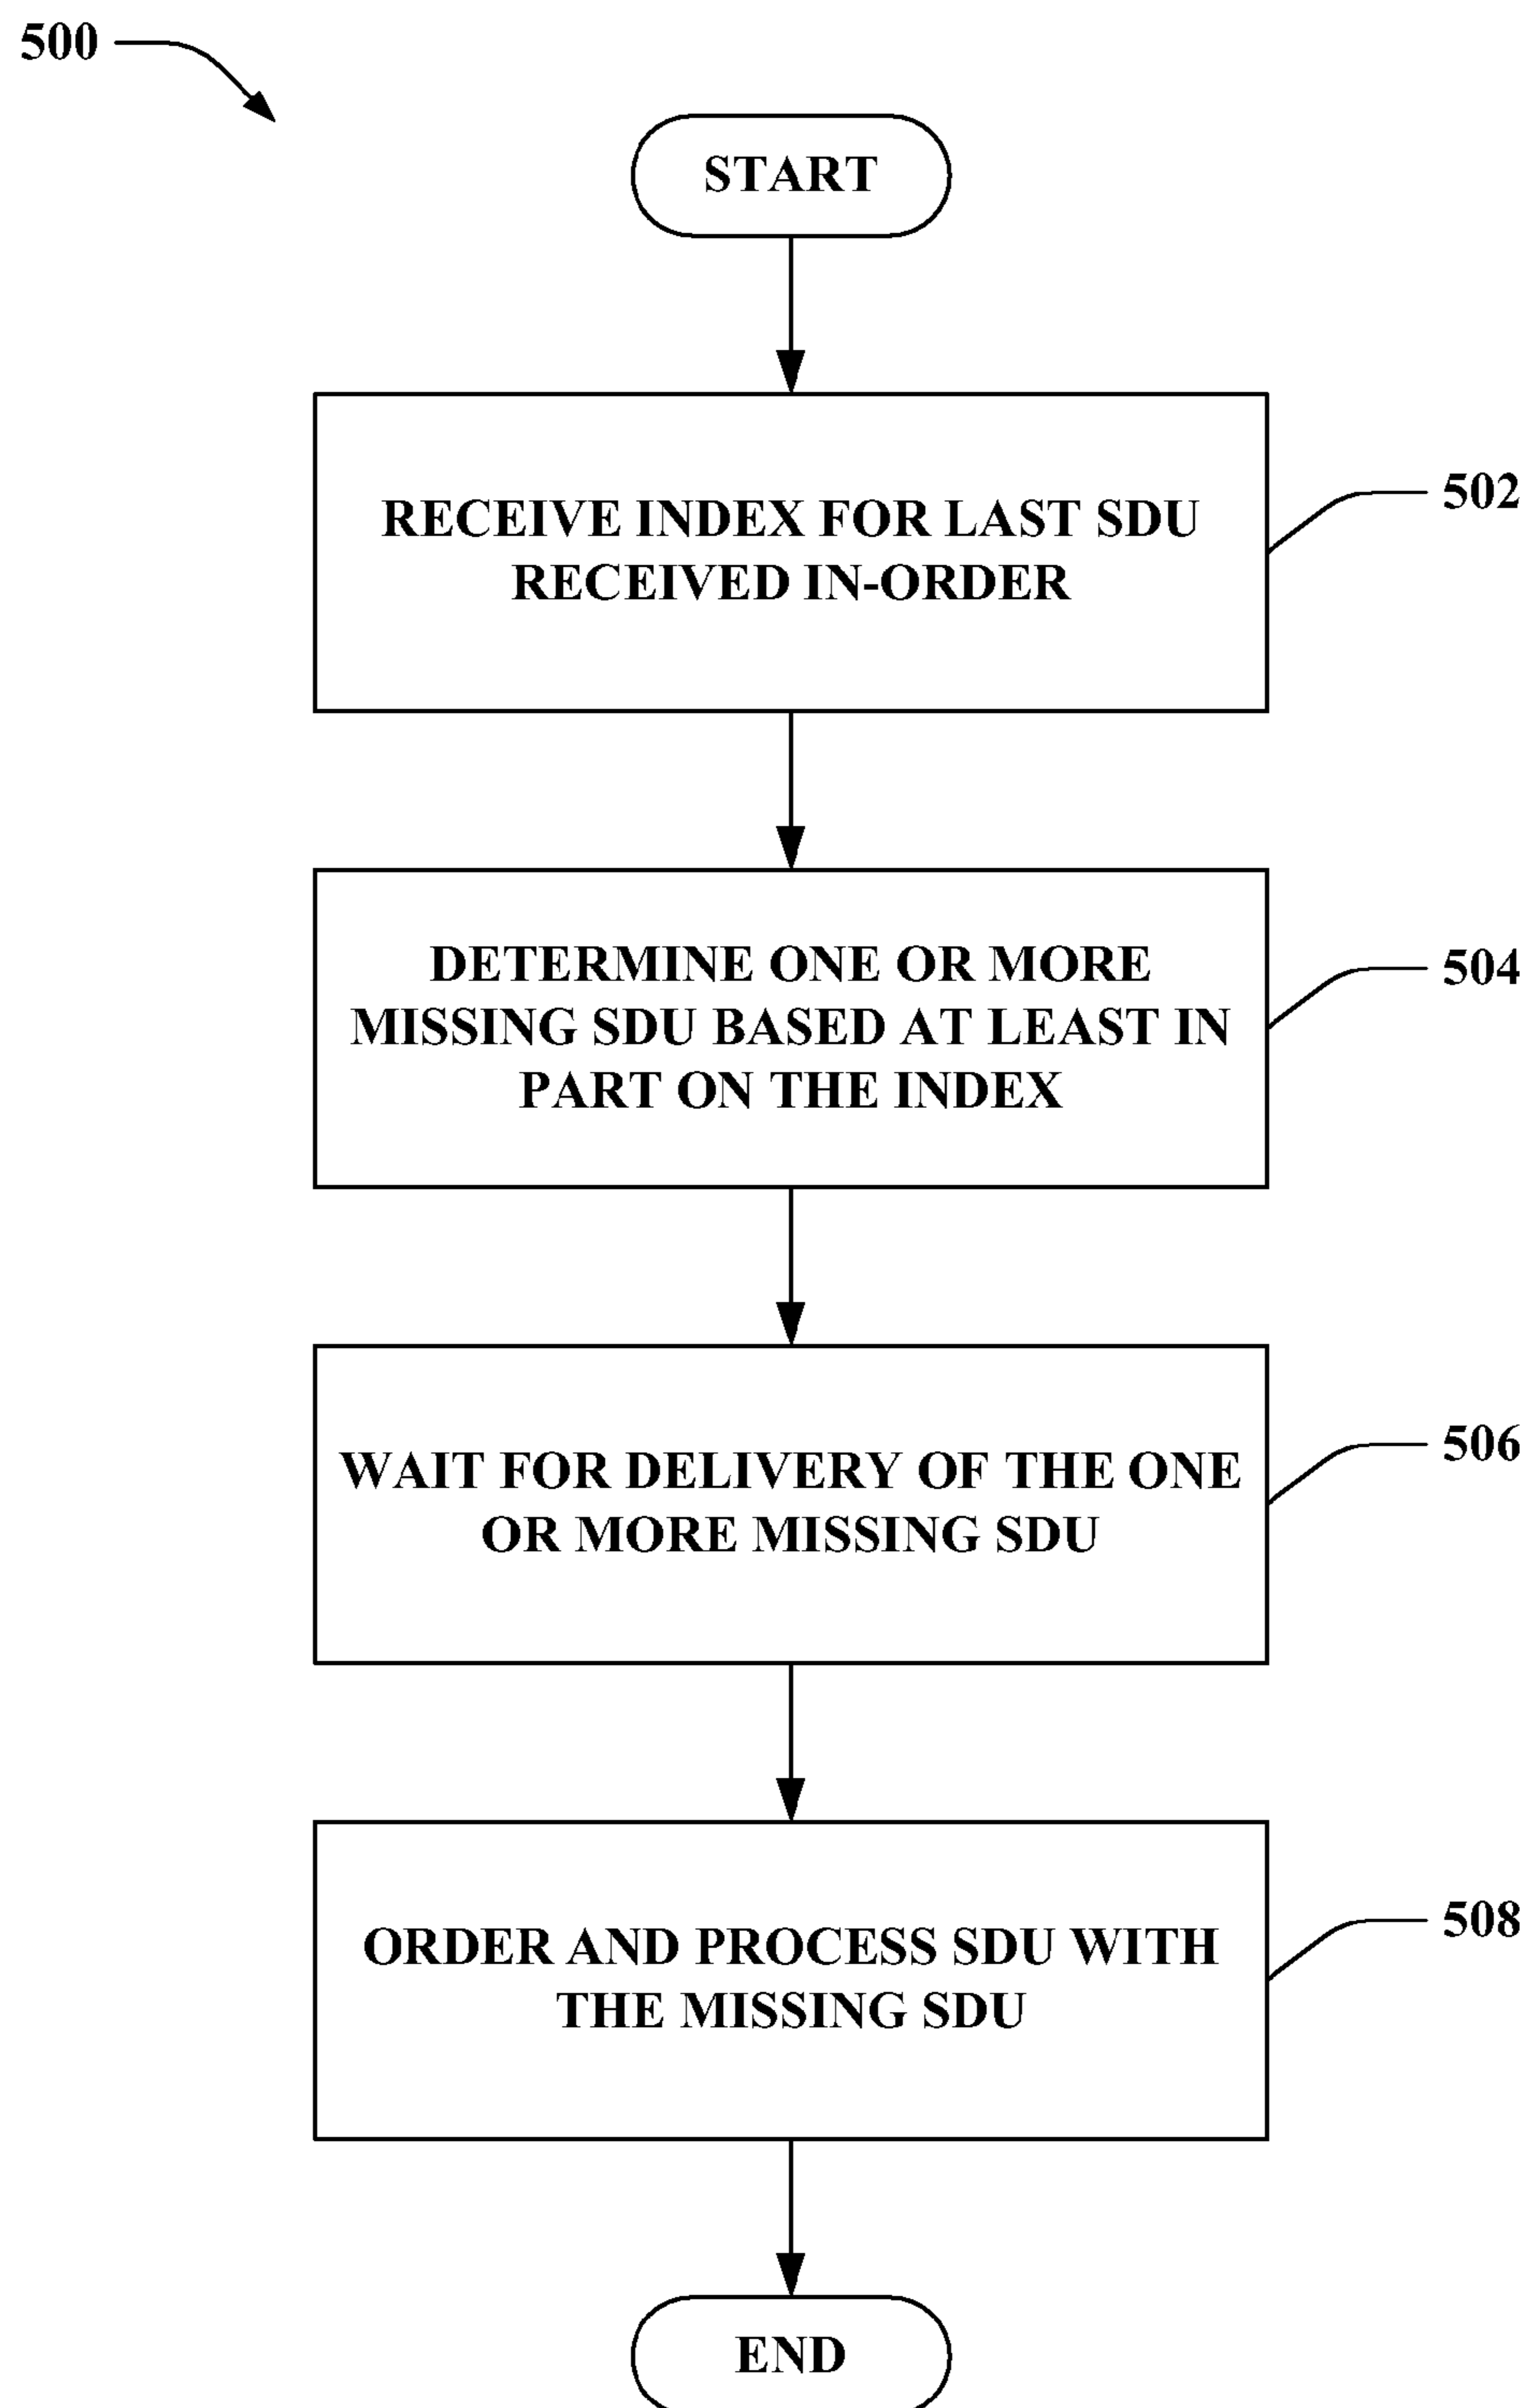 500
START
RECEIVE INDEX FOR LAST SDU
RECEIVED IN-ORDER
502
DETERMINE ONE OR MORE
MISSING SDU BASED AT LEAST IN
PART ON THE INDEX
504
WAIT FOR DELIVERY OF THE ONE
OR MORE MISSING SDU
506
ORDER AND PROCESS SDU WITH
THE MISSING SDU
508
END